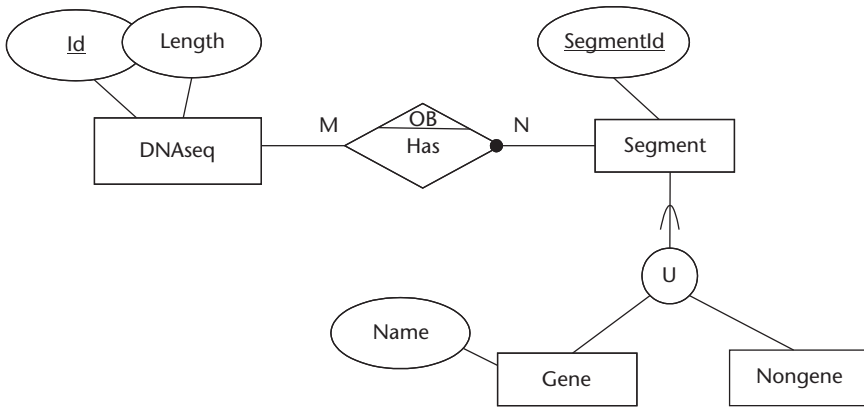 Id
Length
SegmentId
DNAseq
M
OB
Has
N
Segment
U
Name
Gene
Nongene